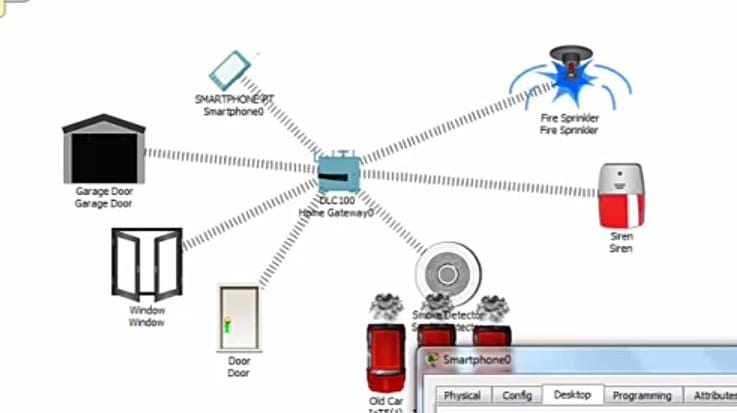 SMARTPHONE-PT
Smartphone0
Fire Sprinkler
Fire Sprinkler
Garage Door
Garage Door
DLC100
Home Gateway0
Siren
Siren
Window
Window
Smoke Detector
Door
Door
Old Car
Smartphone0
Physical
Config
Desktop
Programming
Attributes